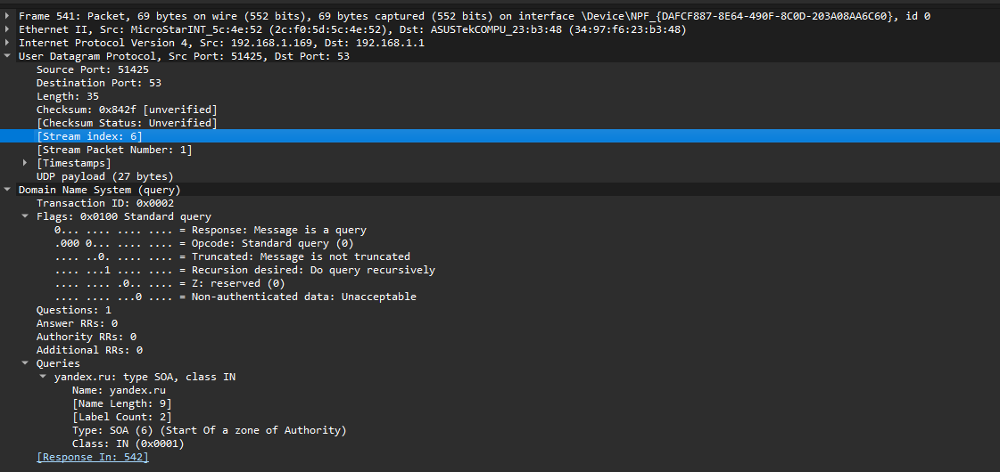 Frame 541: Packet, 69 bytes on wire (552 bits), 69 bytes captured (552 bits) on interface \Device\NPF_{DAFCF887-8E64-490F-8C0D-203A08AA6C60}, id 0
Ethernet II, Src: MicroStarINT_5c:4e:52 (2c:f0:5d:5c:4e:52), Dst: ASUSTekCOMPU_23:b3:48 (34:97:f6:23:b3:48)
Internet Protocol Version 4, Src: 192.168.1.169, Dst: 192.168.1.1
User Datagram Protocol, Src Port: 51425, Dst Port: 53
Source Port: 51425
Destination Port: 53
Length: 35
Checksum: 0x842f [unverified]
[Checksum Status: Unverified]
[Stream index: 6]
[Stream Packet Number: 1]
[Timestamps]
UDP payload (27 bytes)
Domain Name System (query)
Transaction ID: 0x0002
Flags: 0x0100 Standard query
0... .... .... .... = Response: Message is a query
.000 0... .... .... = Opcode: Standard query (0)
.... ..0. .... .... = Truncated: Message is not truncated
.... ...1 .... .... = Recursion desired: Do query recursively
.... .... .0.. .... = Z: reserved (0)
.... .... ...0 .... = Non-authenticated data: Unacceptable
Questions: 1
Answer RRs: 0
Authority RRs: 0
Additional RRs: 0
Queries
yandex.ru: type SOA, class IN
Name: yandex.ru
[Name Length: 9]
[Label Count: 2]
Type: SOA (6) (Start Of a zone of Authority)
Class: IN (0x0001)
[Response In: 542]